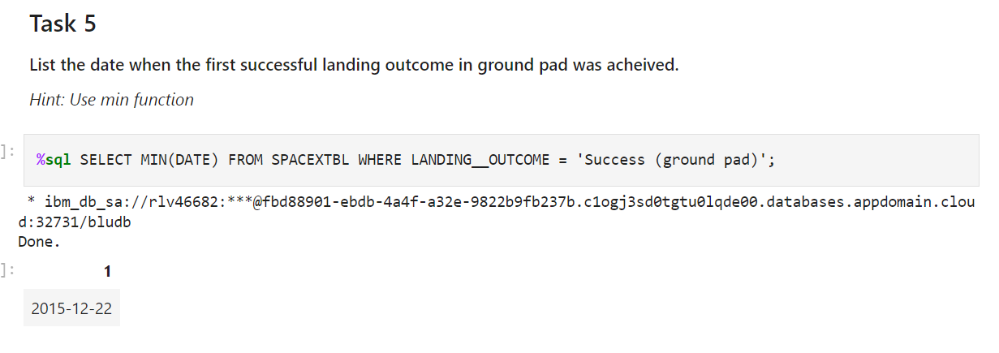 Task 5
List the date when the first successful landing outcome in ground pad was acheived.
Hint: Use min function
]:
%sql SELECT MIN(DATE) FROM SPACEXTBL WHERE LANDING__OUTCOME = 'Success (ground pad)';
* ibm_db_sa://rlv46682:***@fbd88901-ebdb-4a4f-a32e-9822b9fb237b.c1ogj3sd0tgtu0lqde00.databases.appdomain.clou
d:32731/bludb
Done.
]:
1
2015-12-22